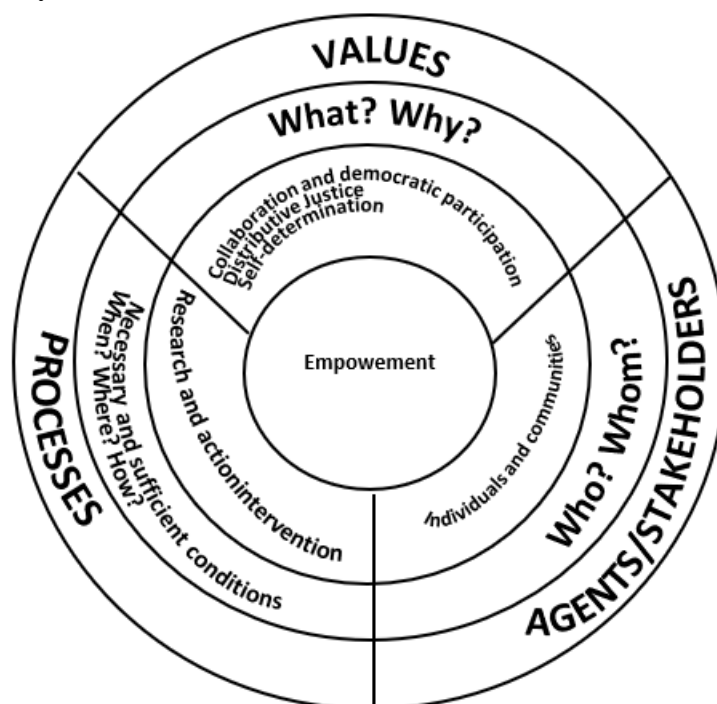 VALUES
What? Why?
Collaboration and democratic participation
Distributive Justice
Self-determination
Empowement
PROCESSES
Necessary and sufficient conditions
When? Where? How?
Research and actionintervention
Individuals and communities
Who? Whom?
AGENTS/STAKEHOLDERS